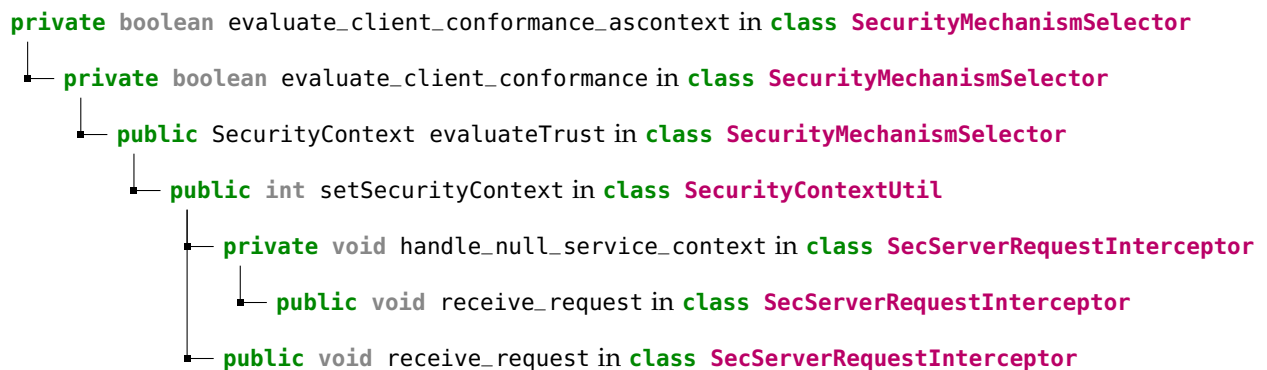 private boolean evaluate_client_conformance_ascontext in class SecurityMechanismSelector
private boolean evaluate_client_conformance in class SecurityMechanismSelector
public SecurityContext evaluateTrust in class SecurityMechanismSelector
public int setSecurityContext in class SecurityContextUtil
private void handle_null_service_context in class SecServerRequestInterceptor
public void receive_request in class SecServerRequestInterceptor
public void receive_request in class SecServerRequestInterceptor